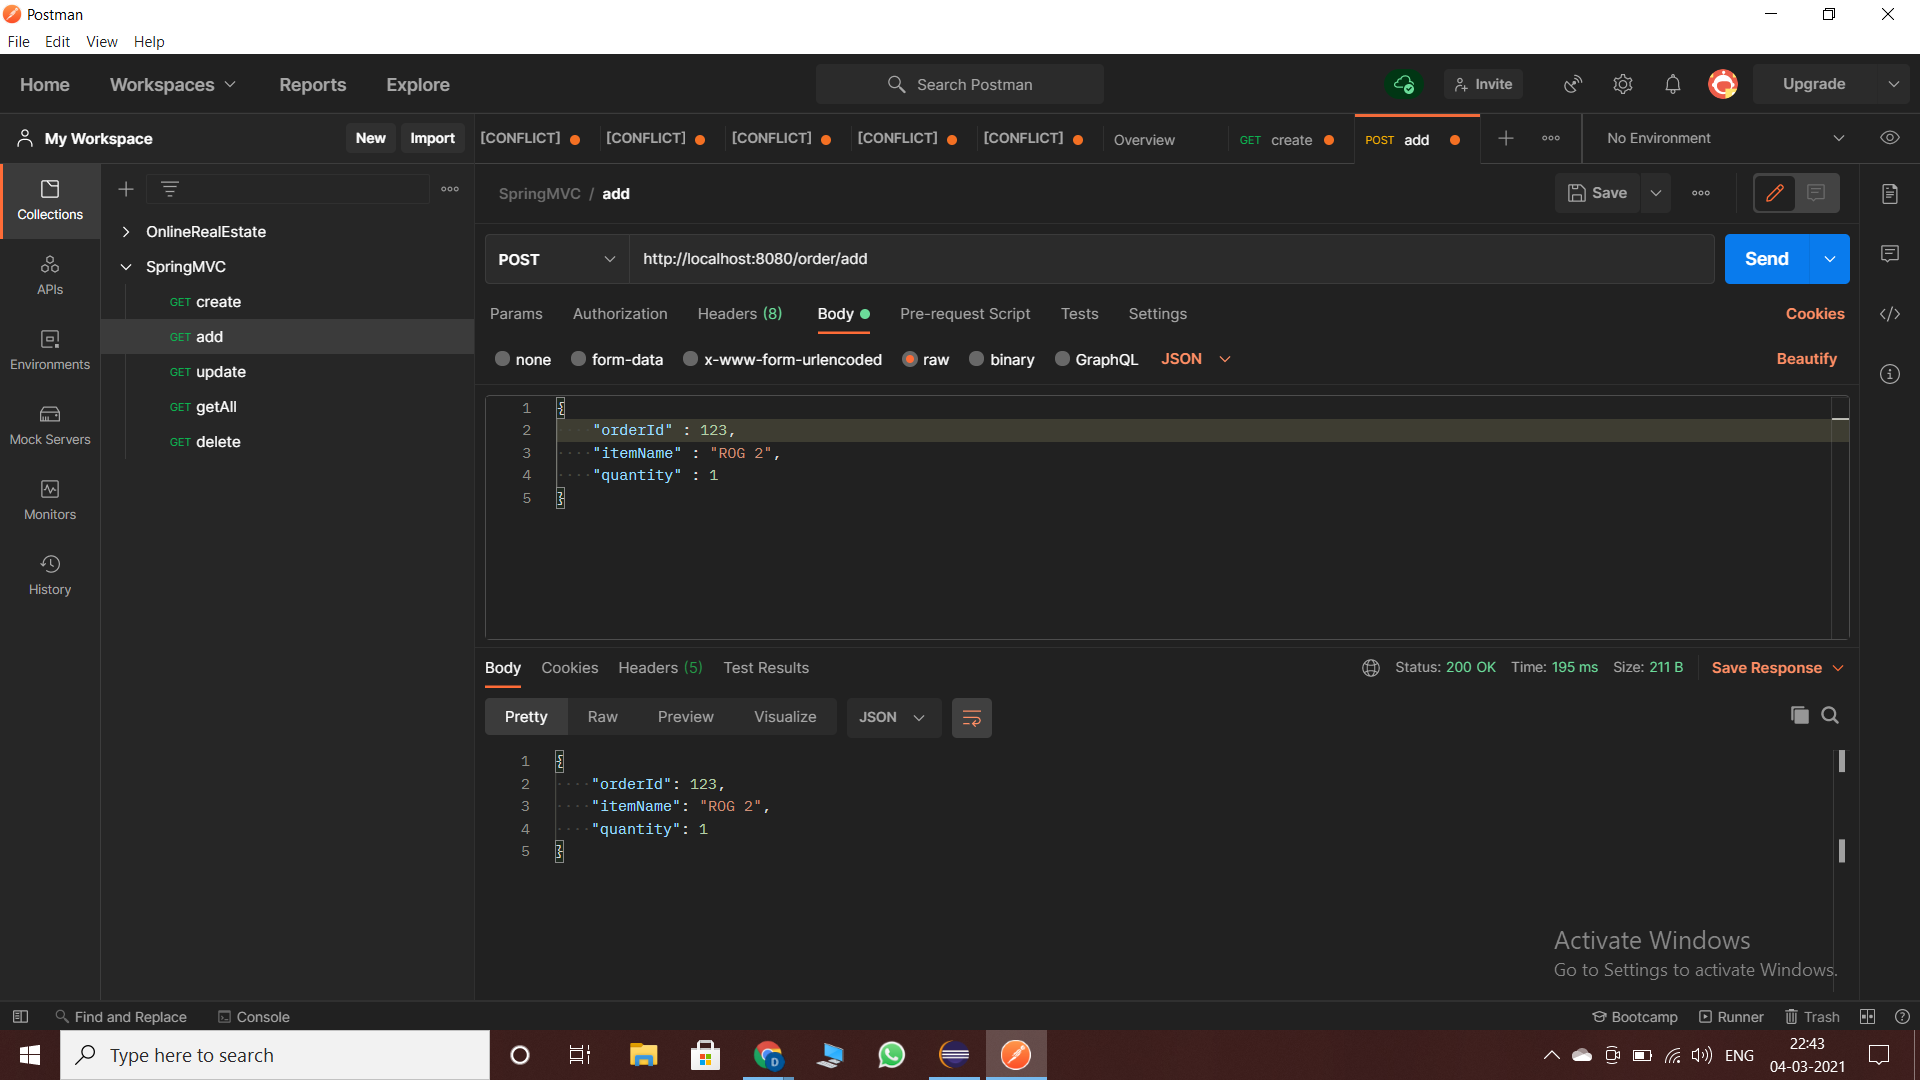 Postman
File Edit View Help
Home Workspaces Reports Explore Search Postman Invite Upgrade
My Workspace New Import [CONFLICT] [CONFLICT] [CONFLICT] [CONFLICT] [CONFLICT] Overview GET create POST add No Environment
Collections
APIs
Environments
Mock Servers
Monitors
History
OnlineRealEstate
SpringMVC
GET create
GET add
GET update
GET getAll
GET delete
SpringMVC / add Save
POST http://localhost:8080/order/add Send
Params Authorization Headers (8) Body Pre-request Script Tests Settings Cookies
none form-data x-www-form-urlencoded raw binary GraphQL JSON Beautify
1 {
2 "orderId" : 123,
3 "itemName" : "ROG 2",
4 "quantity" : 1
5 }
Body Cookies Headers (5) Test Results Status: 200 OK Time: 195 ms Size: 211 B Save Response
Pretty Raw Preview Visualize JSON
1 {
2 "orderId": 123,
3 "itemName": "ROG 2",
4 "quantity": 1
5 }
Activate Windows
Go to Settings to activate Windows.
Find and Replace Console Bootcamp Runner Trash
Type here to search D ENG 22:43
04-03-2021